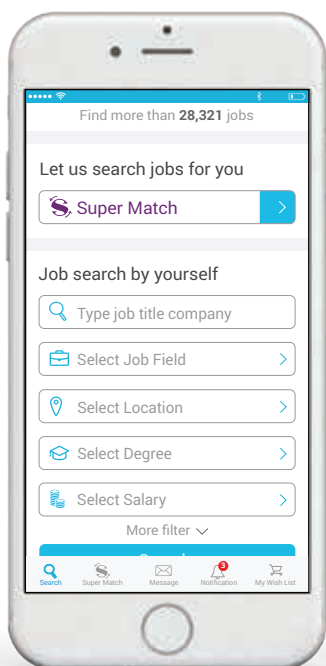 Find more than 28,321 jobs
Let us search jobs for you
Super Match
Job search by yourself
Type job title company
Select Job Field
Select Location
Select Degree
Select Salary
More filter
3
Search Super Match Message Notification My Wish List